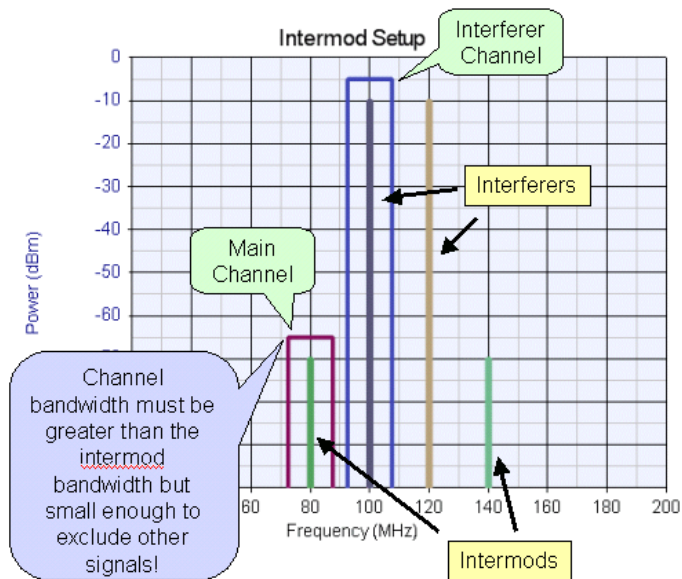 Intermod Setup
Interferer
Channel
0
-10
-20
-30
-40
-50
-60
Power (dBm)
Interferers
Main
Channel
Channel
bandwidth must be
greater than the
intermod
bandwidth but
small enough to
exclude other
signals!
60
80
100
120
140
160
180
200
Frequency (MHz)
Intermods